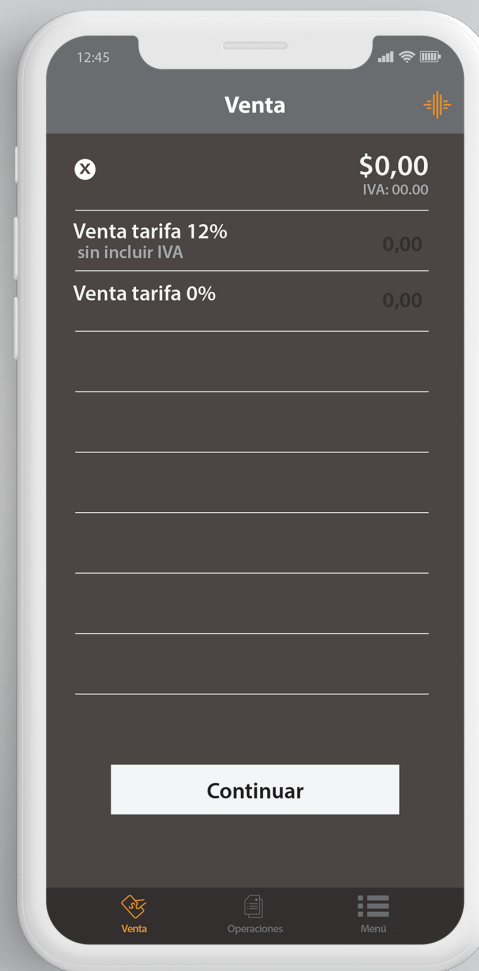 12:45
Venta
$0,00
IVA: 00.00
Venta tarifa 12%
sin incluir IVA
0,00
Venta tarifa 0%
0,00
Continuar
Venta
Operaciones
Menú